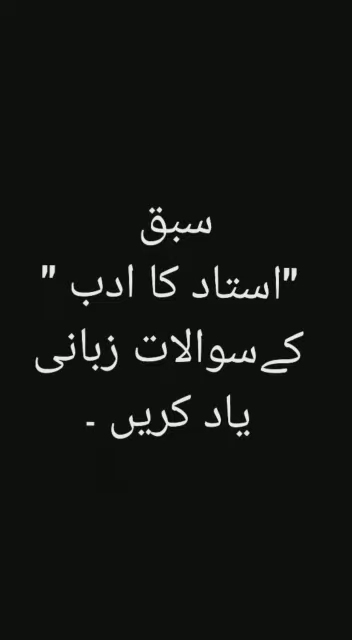 سبق
"استاد کا ادب "
کےسوالات زبانی
یاد کریں ۔